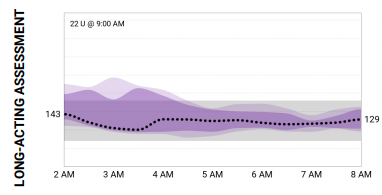 LONG-ACTING ASSESSMENT
22 U @ 9:00 AM
143
129
2 AM 3 AM 4 AM 5 AM 6 AM 7 AM 8 AM